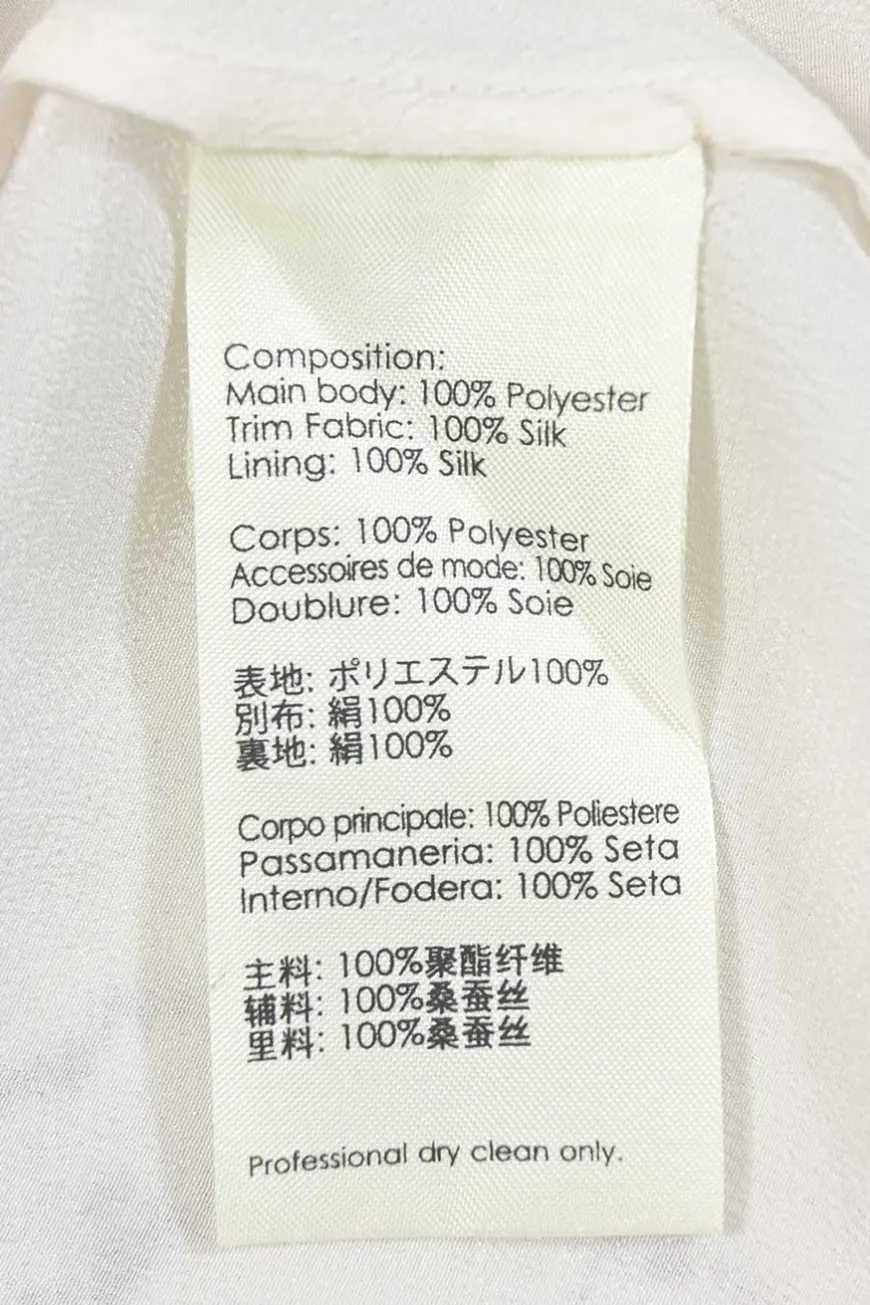 Composition:
Main body: 100% Polyester
Trim Fabric: 100% Silk
Lining: 100% Silk
Corps: 100% Polyester
Accessoires de mode: 100% Soie
Doublure: 100% Soie
表地: ポリエステル100%
別布: 絹100%
裏地: 絹100%
Corpo principale: 100% Poliestere
Passamaneria: 100% Seta
Interno/Fodera: 100% Seta
主料: 100%聚酯纤维
辅料: 100%桑蚕丝
里料: 100%桑蚕丝
Professional dry clean only.